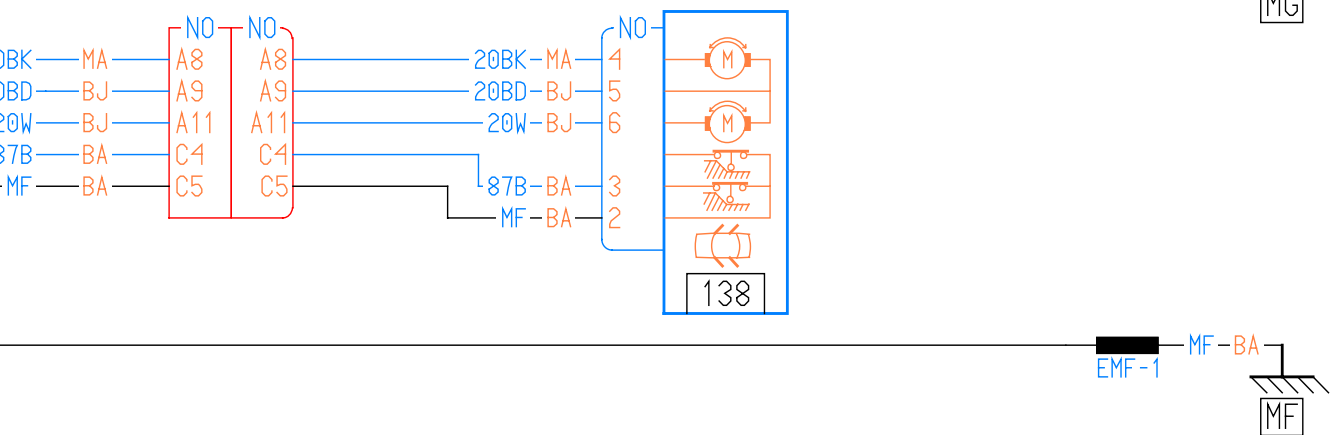 MG
NO NO NO
BK MA A8 A8 20BK MA 4 M
BD BJ A9 A9 20BD BJ 5
20W BJ A11 A11 20W BJ 6 M
87B BA C4 C4
MF BA C5 C5 87B BA 3
MF BA 2
138
MF BA
EMF-1
MF